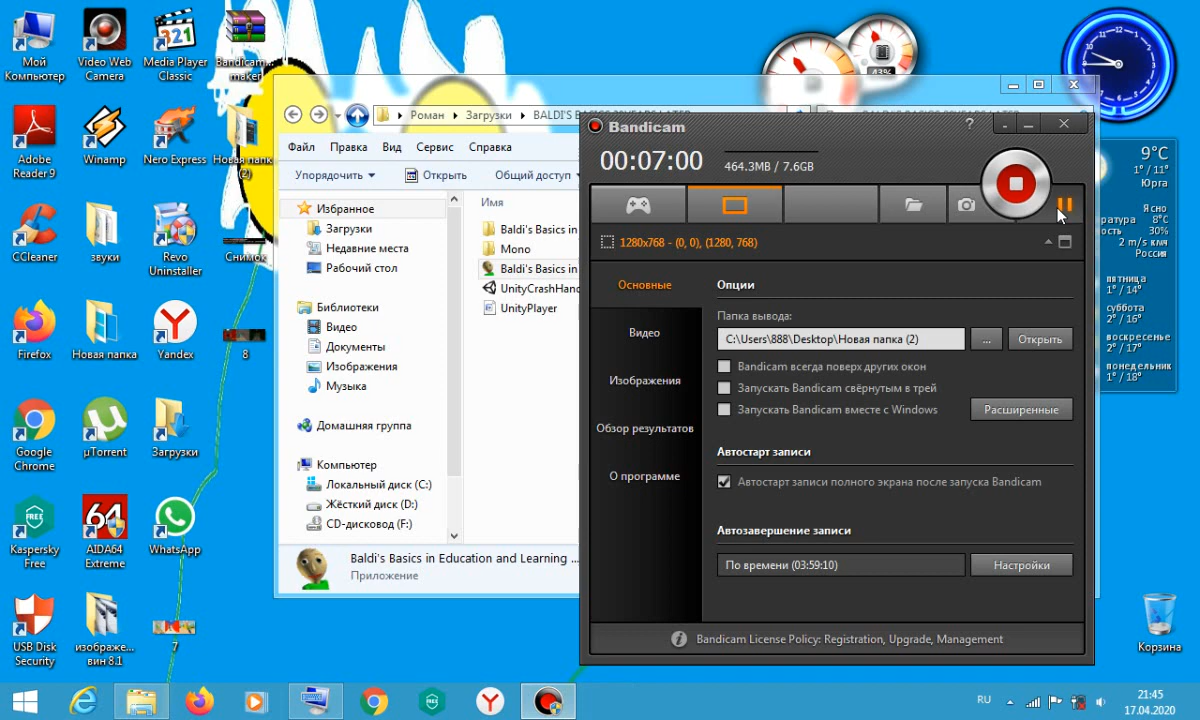 Мой
Компьютер
Video Web
Camera
Media Player
Classic
Bandicam...
maker
Adobe
Reader 9
Winamp
Nero Express
Новая папк
(2)
CCleaner
звуки
Revo
Uninstaller
Снимок
Firefox
Новая папка
Yandex
8
Google
Chrome
µTorrent
Загрузки
Kaspersky
Free
AIDA64
Extreme
WhatsApp
USB Disk
Security
изображе...
вин 8.1
7
Роман
Загрузки
BALDI'S B
Файл
Правка
Вид
Сервис
Справка
Упорядочить
Открыть
Общий доступ
Избранное
Загрузки
Недавние места
Рабочий стол
Библиотеки
Видео
Документы
Изображения
Музыка
Домашняя группа
Компьютер
Локальный диск (C:)
Жёсткий диск (D:)
CD-дисковод (F:)
Имя
Baldi's Basics in
Mono
Baldi's Basics in
UnityCrashHand
UnityPlayer
Baldi's Basics in Education and Learning ...
Приложение
Bandicam
?
00:07:00
464.3MB / 7.6GB
1280x768 - (0, 0), (1280, 768)
Основные
Видео
Изображения
Обзор результатов
О программе
Опции
Папка вывода:
C:\Users\888\Desktop\Новая папка (2)
...
Открыть
Bandicam всегда поверх других окон
Запускать Bandicam свёрнутым в трей
Запускать Bandicam вместе с Windows
Расширенные
Автостарт записи
Автостарт записи полного экрана после запуска Bandicam
Автозавершение записи
По времени (03:59:10)
Настройки
Bandicam License Policy: Registration, Upgrade, Management
43%
9°C
1° / 11°
Юрга
Ясно
ратура 8°C
ость 30%
2 m/s
Россия
пятница
1° / 14°
суббота
2° / 16°
воскресенье
2° / 17°
понедельник
1° / 18°
Корзина
RU
21:45
17.04.2020